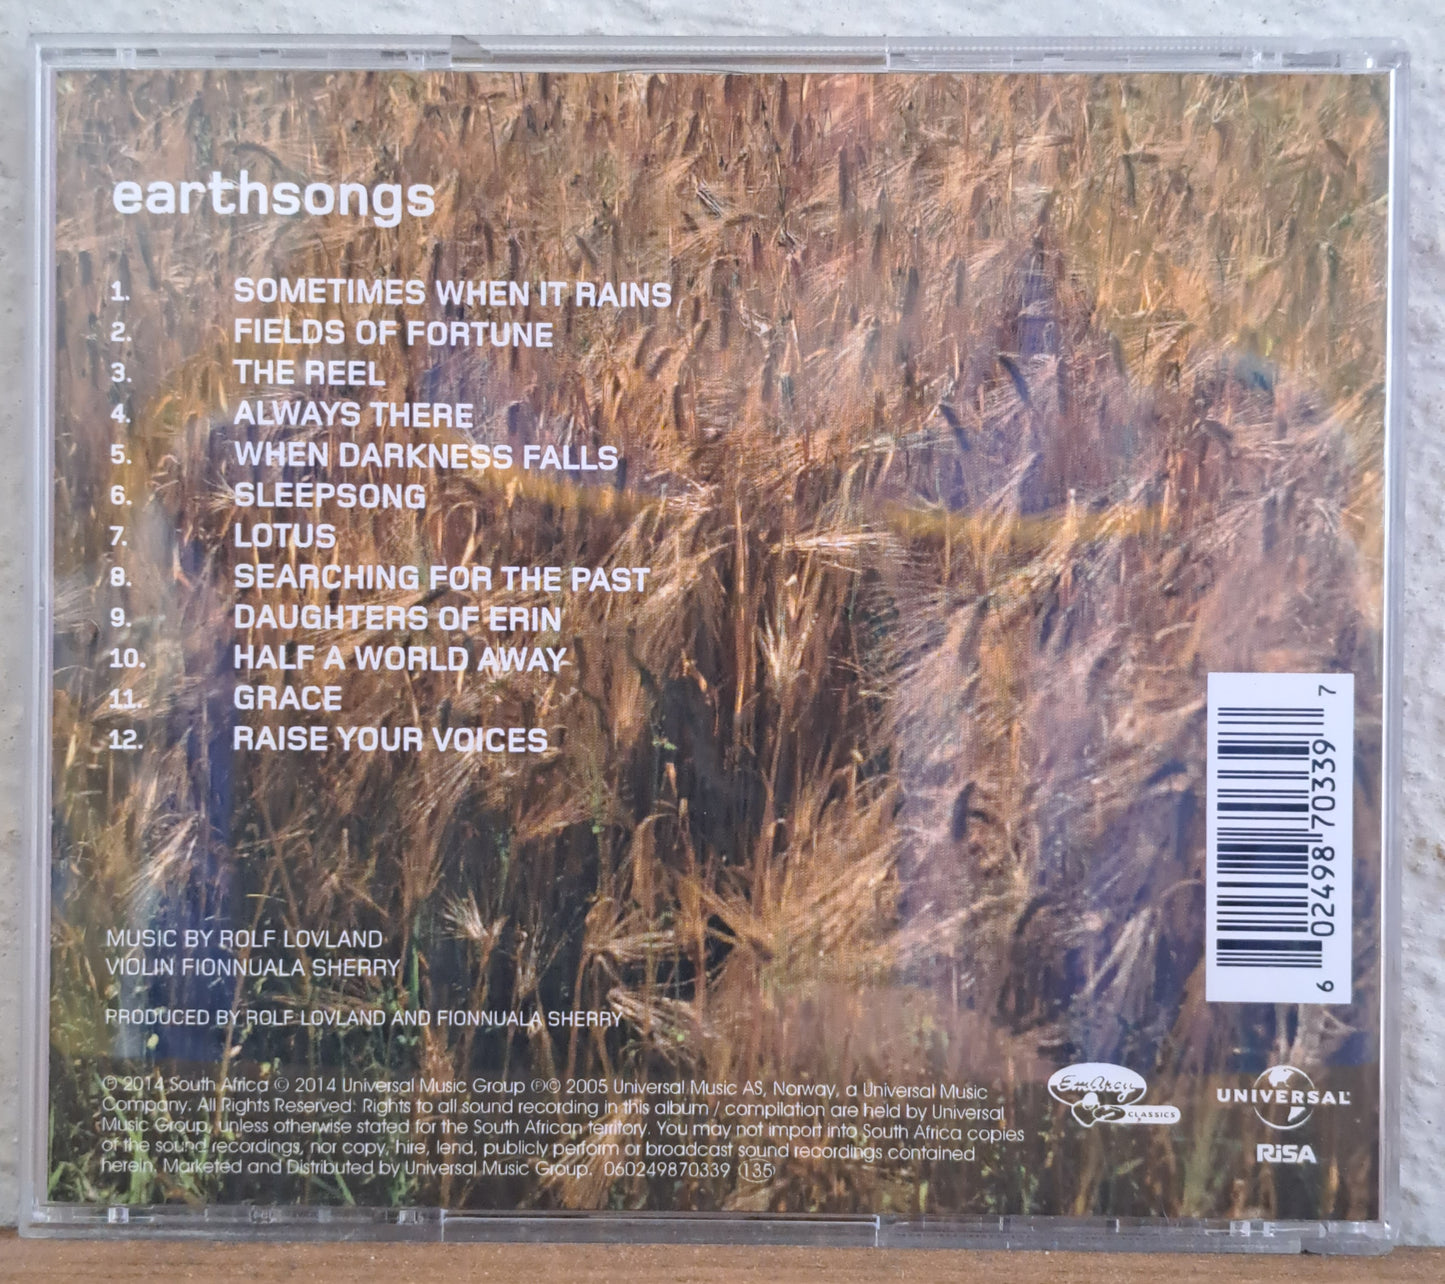 earthsongs
1. SOMETIMES WHEN IT RAINS
2. FIELDS OF FORTUNE
3. THE REEL
4. ALWAYS THERE
5. WHEN DARKNESS FALLS
6. SLEEPSONG
7. LOTUS
8. SEARCHING FOR THE PAST
9. DAUGHTERS OF ERIN
10. HALF A WORLD AWAY
11. GRACE
12. RAISE YOUR VOICES
MUSIC BY ROLF LOVLAND
VIOLIN FIONNUALA SHERRY
PRODUCED BY ROLF LOVLAND AND FIONNUALA SHERRY
℗ 2014 South Africa © 2014 Universal Music Group ℗© 2005 Universal Music AS, Norway, a Universal Music
Company. All Rights Reserved: Rights to all sound recording in this album / compilation are held by Universal
Music Group, unless otherwise stated for the South African territory. You may not import into South Africa copies
of the sound recordings, nor copy, hire, lend, publicly perform or broadcast sound recordings contained
herein. Marketed and Distributed by Universal Music Group. 060249870339 (135)
EmArcy
CLASSICS
UNIVERSAL
RiSA
6 02498 70339 7